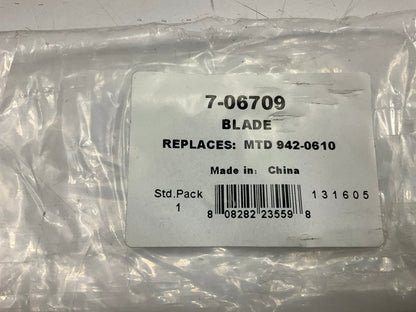 7-06709
BLADE
REPLACES: MTD 942-0610
Made in: China
Std.Pack 131605
1
8 08282 23559 8